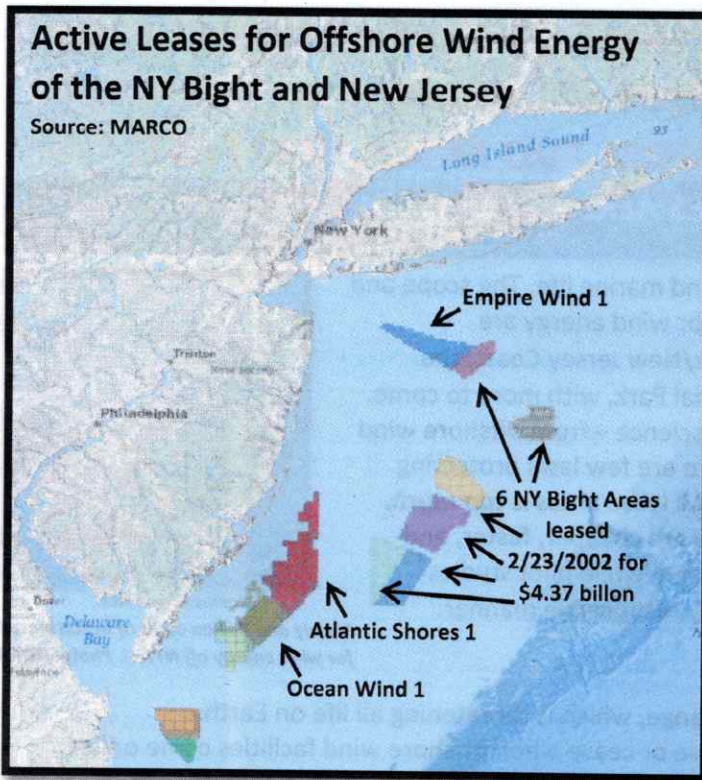 Active Leases for Offshore Wind Energy
of the NY Bight and New Jersey
Source: MARCO
Long Island Sound
93
New York
Empire Wind 1
Trenton
Philadelphia
6 NY Bight Areas
leased
2/23/2002 for
$4.37 billon
Atlantic Shores 1
Ocean Wind 1
Dover
Delaware
Bay